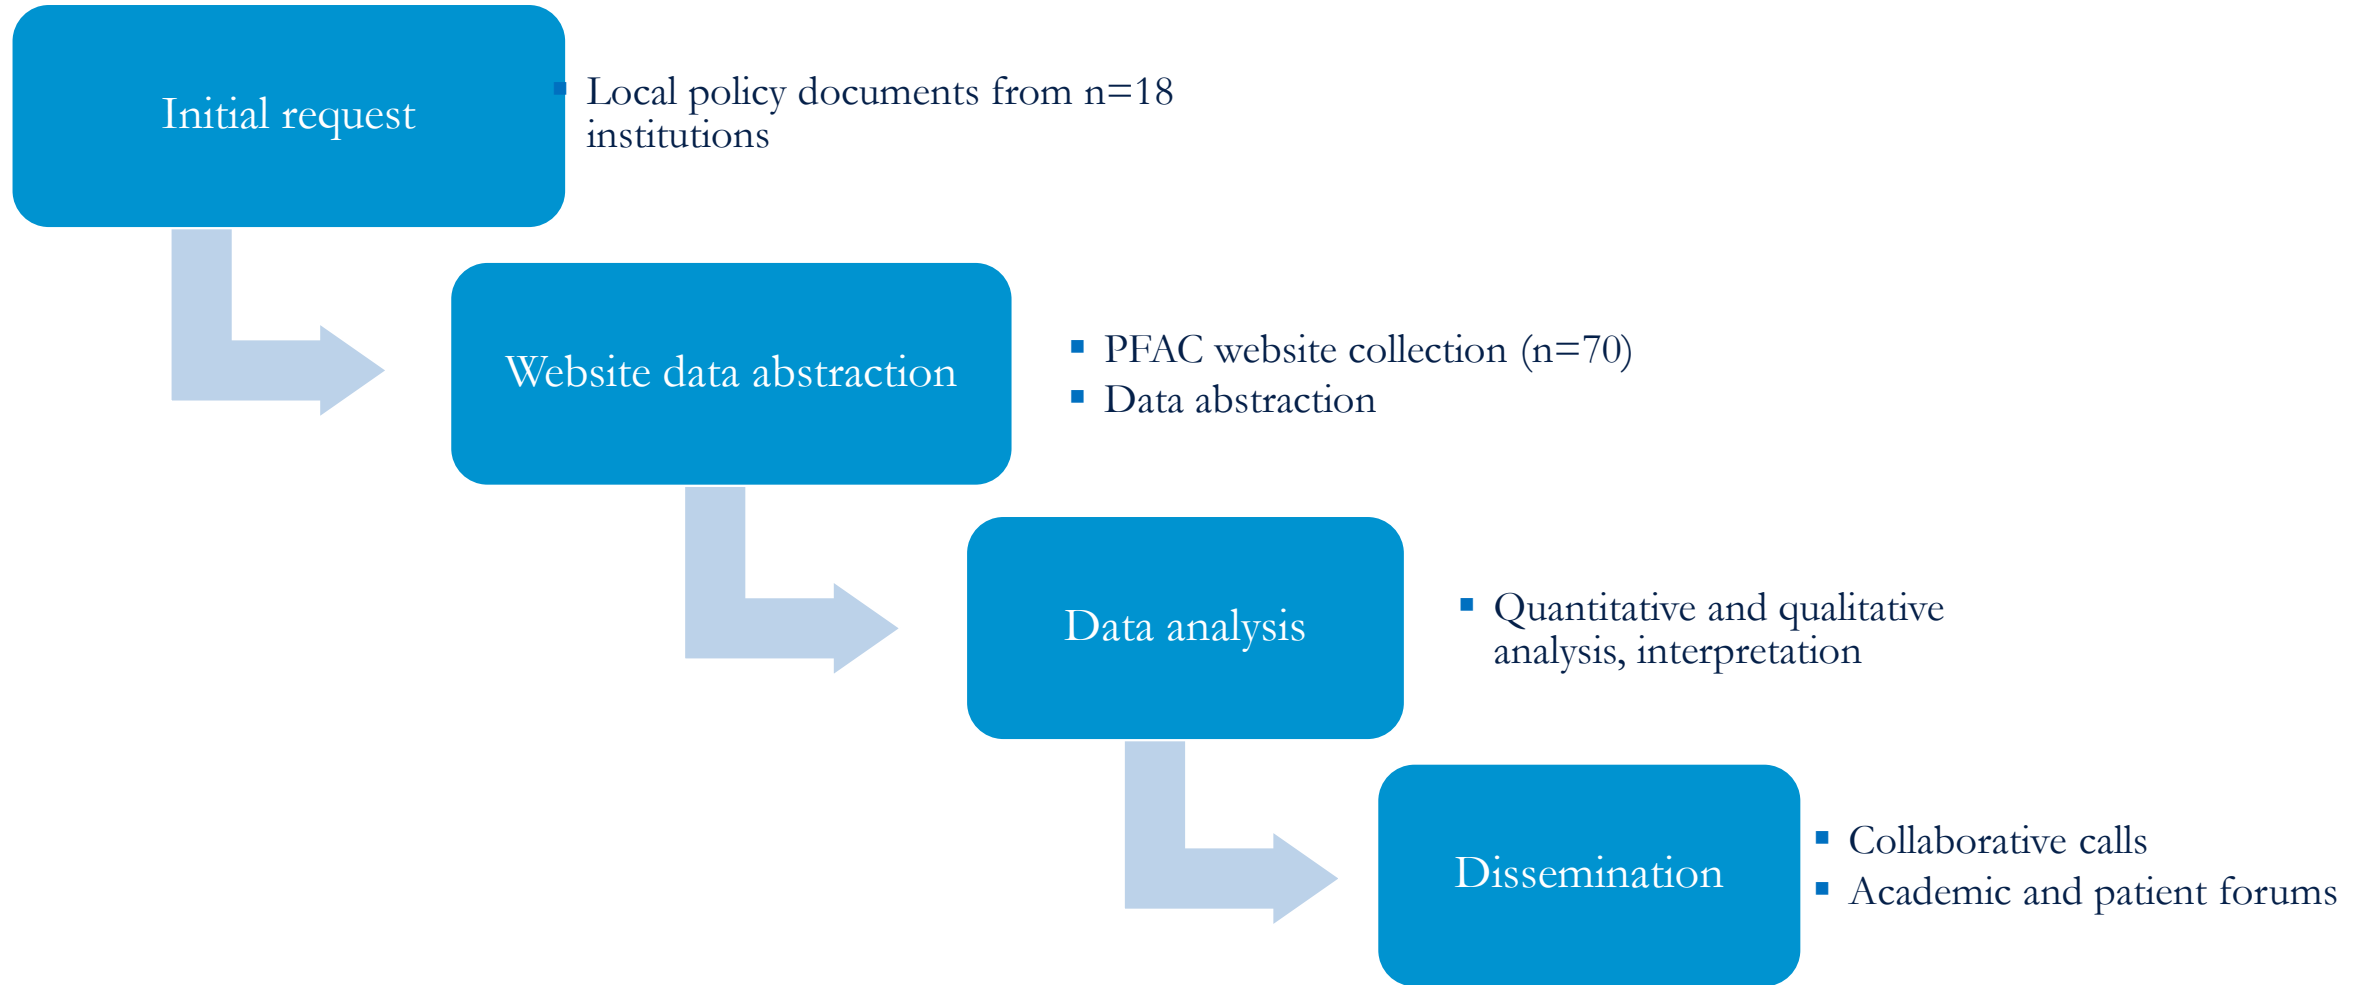 Initial request
Local policy documents from n=18
institutions
Website data abstraction
PFAC website collection (n=70)
Data abstraction
Data analysis
Quantitative and qualitative
analysis, interpretation
Dissemination
Collaborative calls
Academic and patient forums